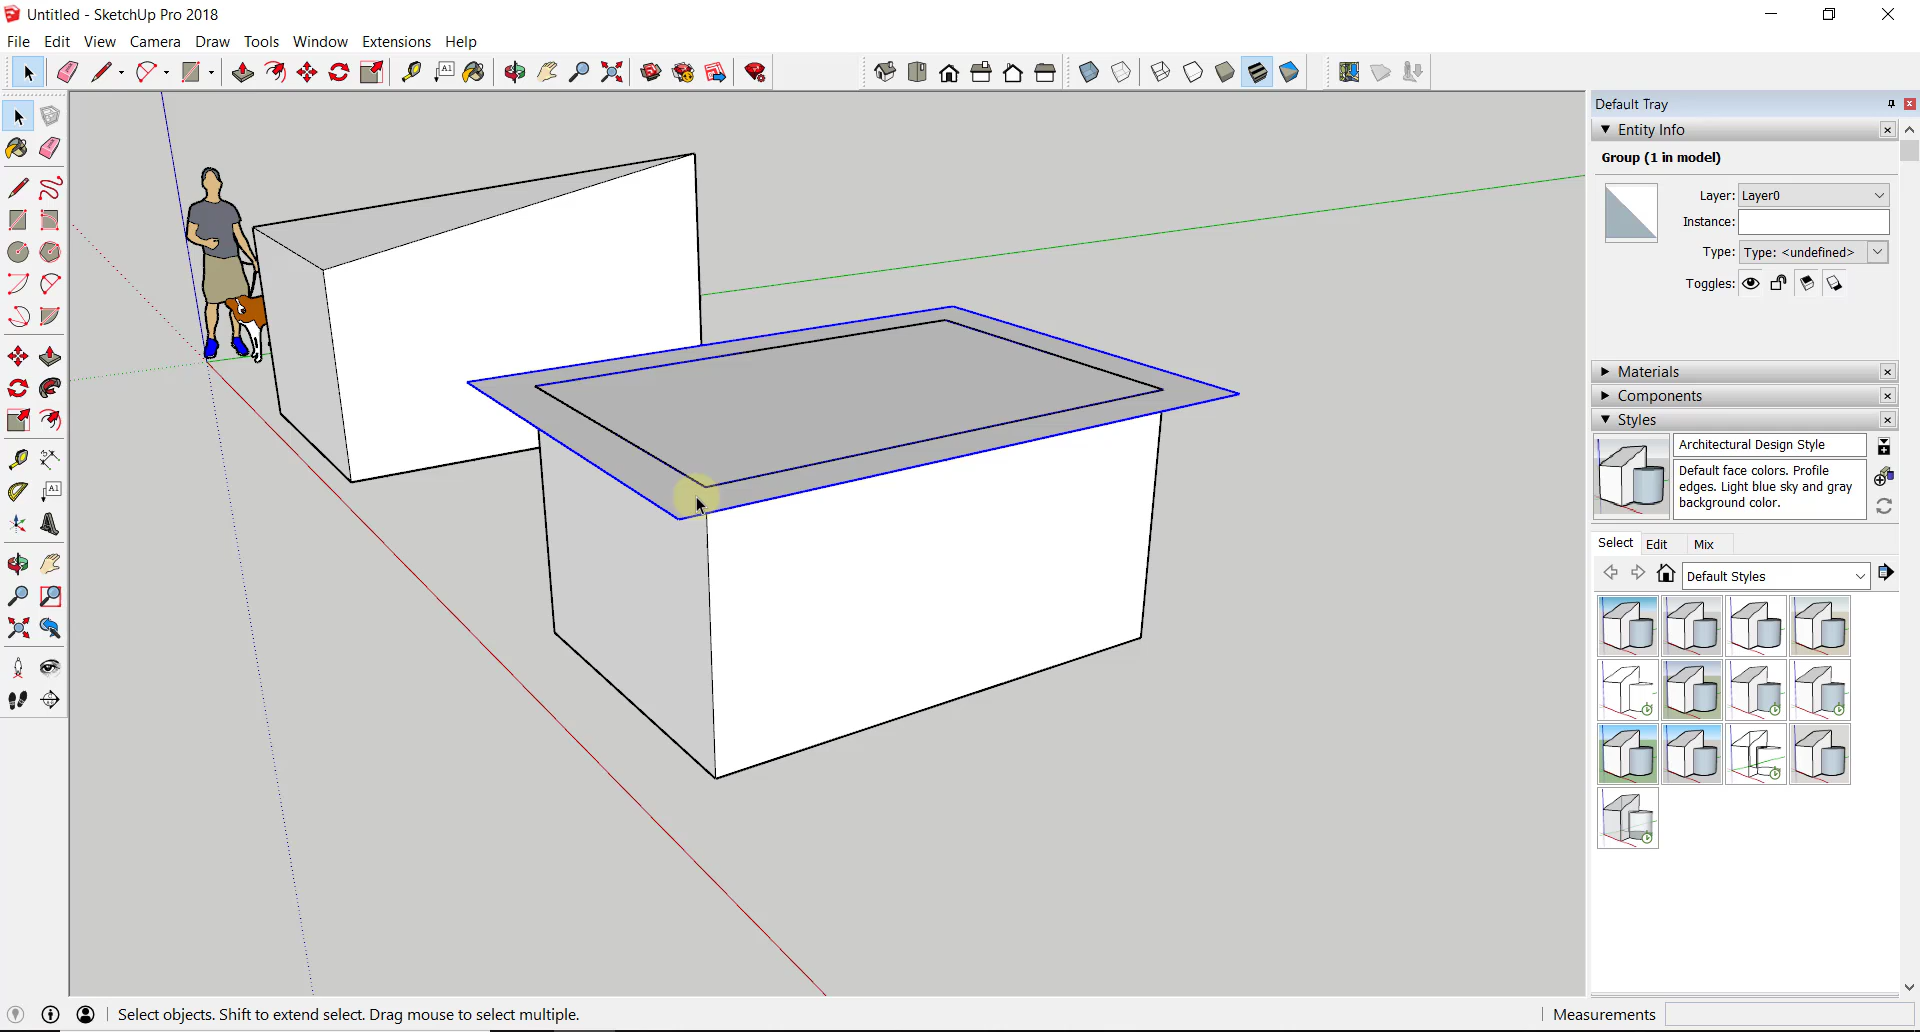 Untitled - SketchUp Pro 2018
File Edit View Camera Draw Tools Window Extensions Help
A1
Default Tray
Entity Info
Group (1 in model)
Layer: Layer0
Instance:
Type: Type: <undefined>
Toggles:
Materials
Components
Styles
Architectural Design Style
Default face colors. Profile
edges. Light blue sky and gray
background color.
Select Edit Mix
Default Styles
A1
Select objects. Shift to extend select. Drag mouse to select multiple.
Measurements